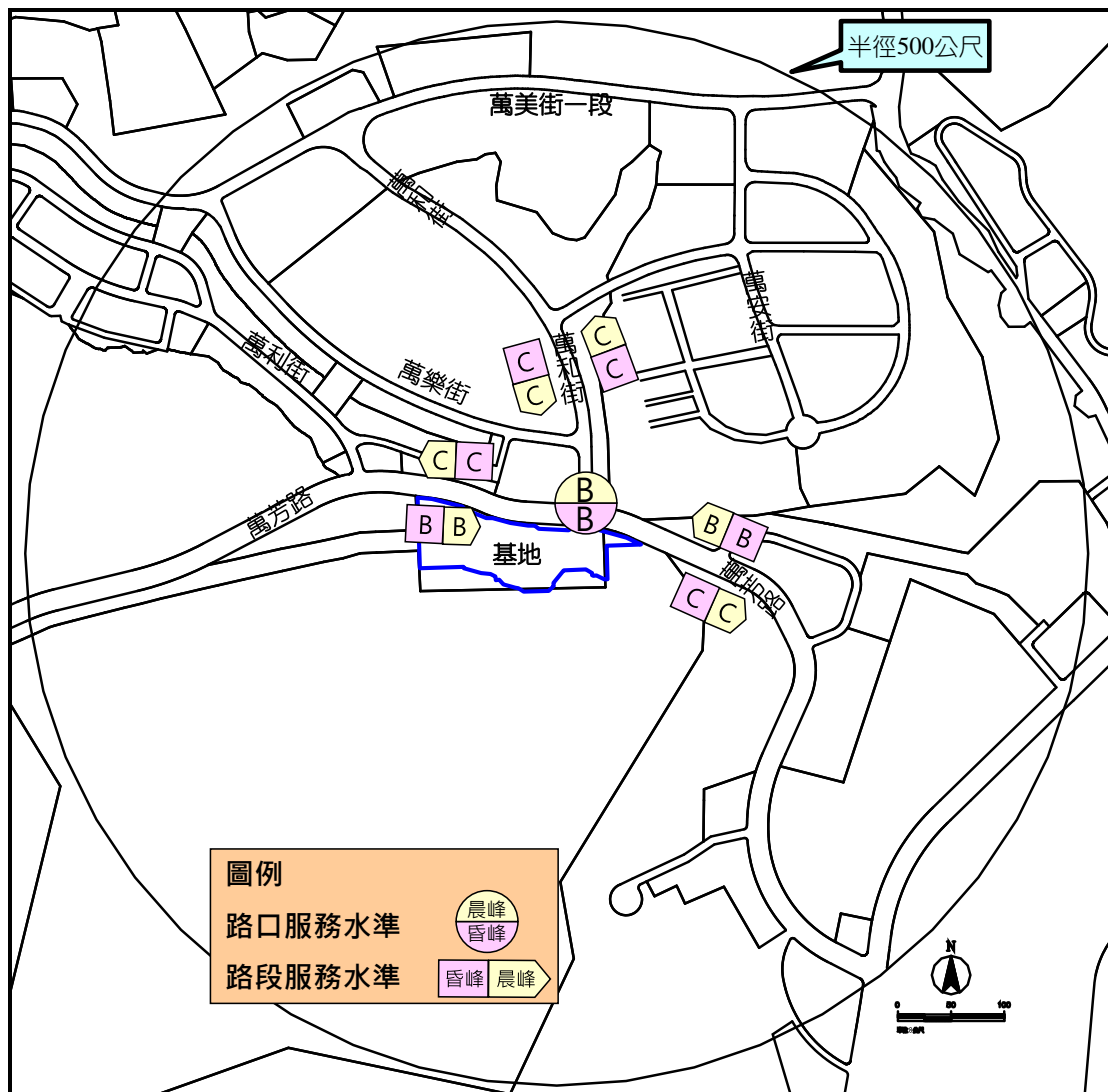 半徑500公尺
萬美街一段
萬利街
萬安街
萬和街
C
C
C
C
萬利街
萬樂街
C C
萬芳路
B B
B
B
基地
B B
萬芳路
C C
圖例
路口服務水準
晨峰
昏峰
路段服務水準
昏峰 晨峰
N
0 50 100